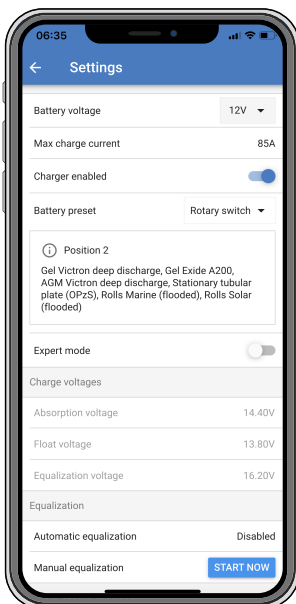 06:35
Settings
Battery voltage 12V
Max charge current 85A
Charger enabled
Battery preset Rotary switch
Position 2
Gel Victron deep discharge, Gel Exide A200,
AGM Victron deep discharge, Stationary tubular
plate (OPzS), Rolls Marine (flooded), Rolls Solar
(flooded)
Expert mode
Charge voltages
Absorption voltage 14.40V
Float voltage 13.80V
Equalization voltage 16.20V
Equalization
Automatic equalization Disabled
Manual equalization START NOW